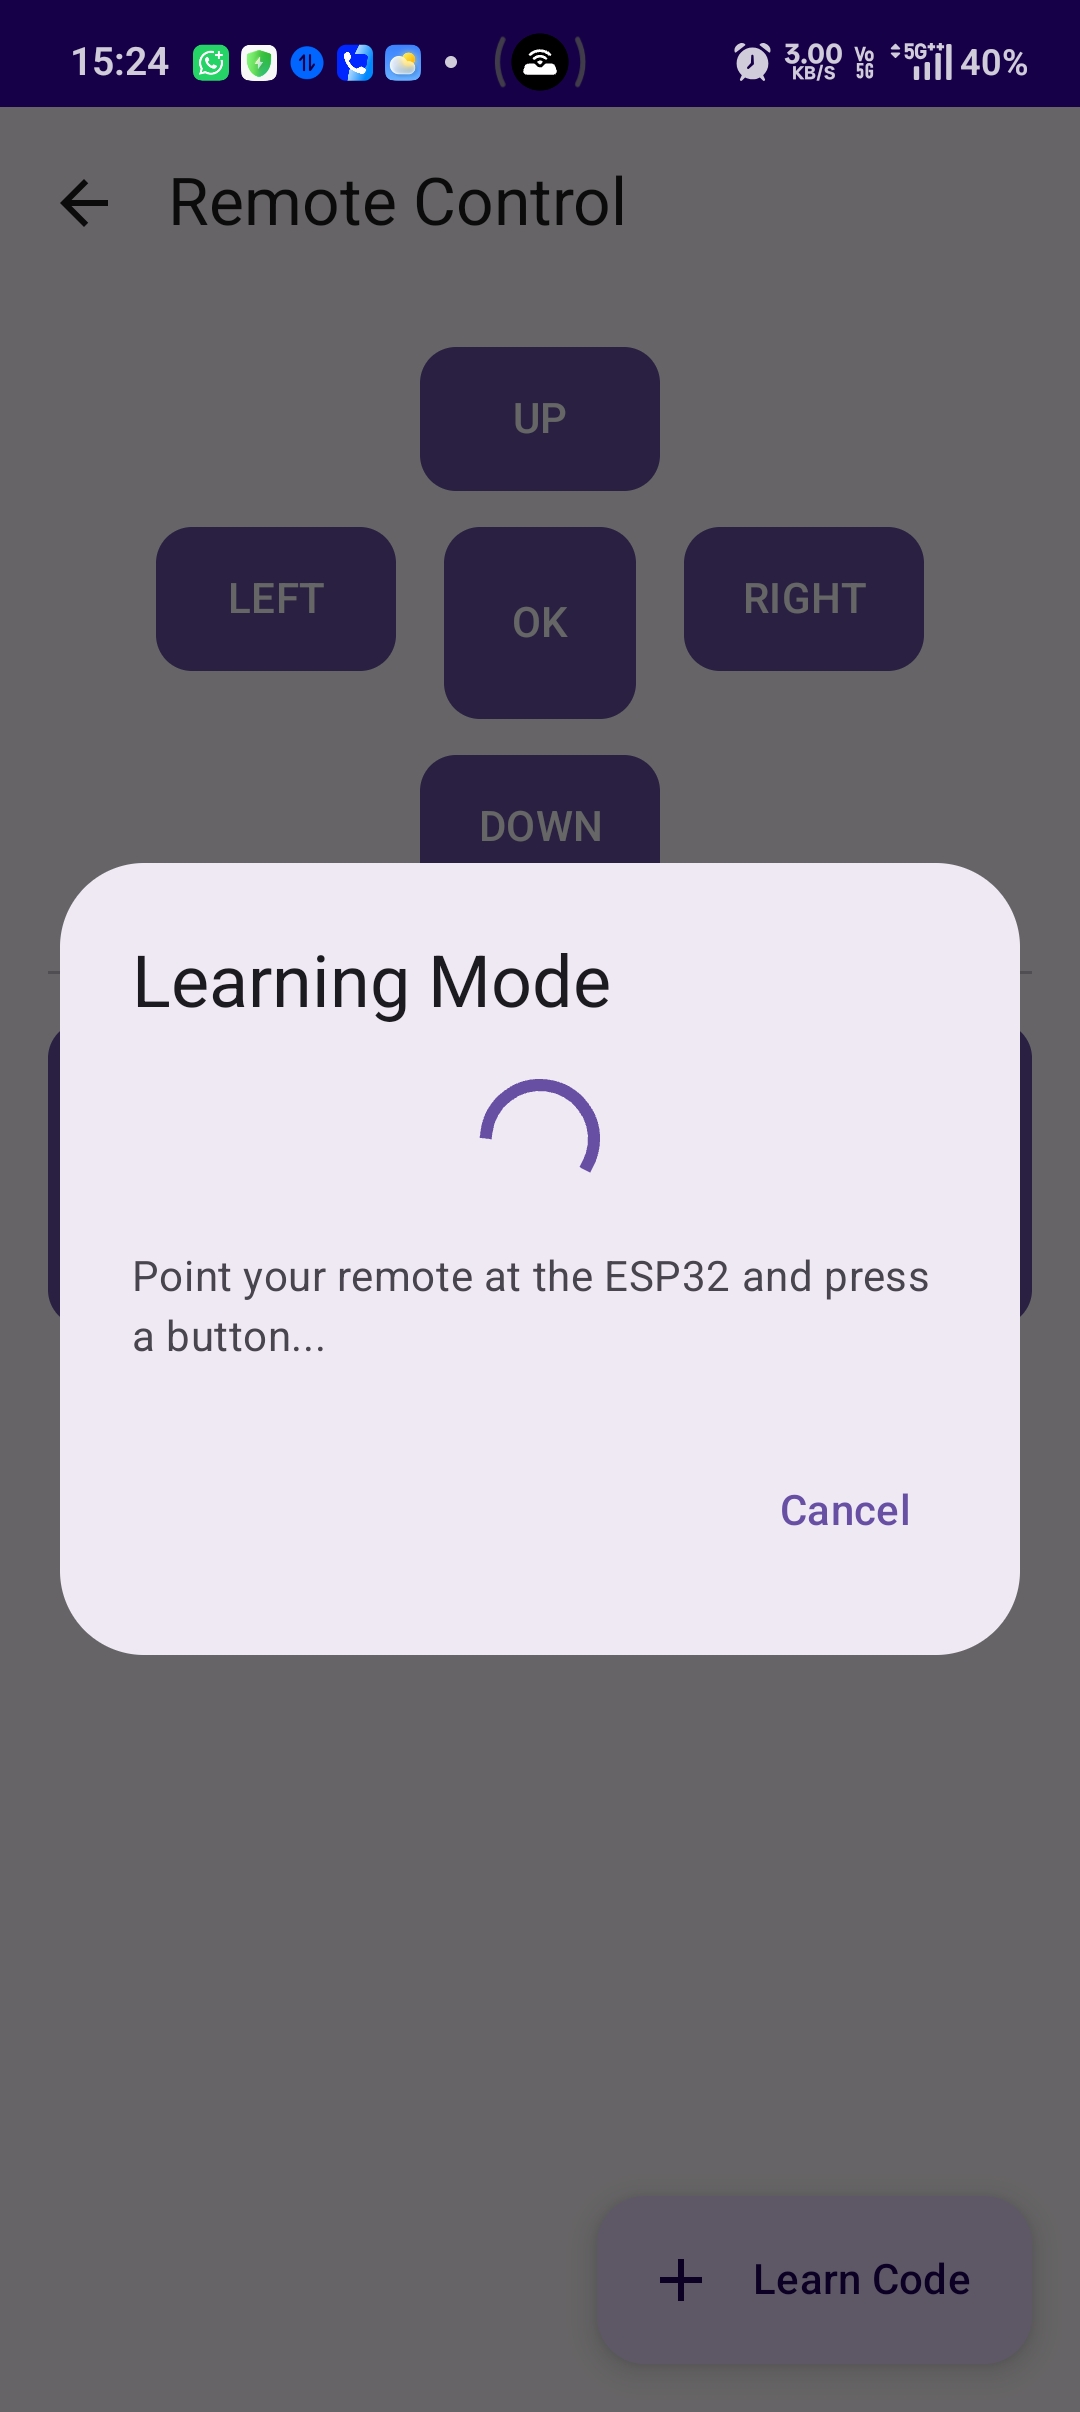 15:24 3.00 KB/S Vo 5G 5G++ 40%
Remote Control
UP
LEFT OK RIGHT
DOWN
Learning Mode
Point your remote at the ESP32 and press
a button...
Cancel
Learn Code